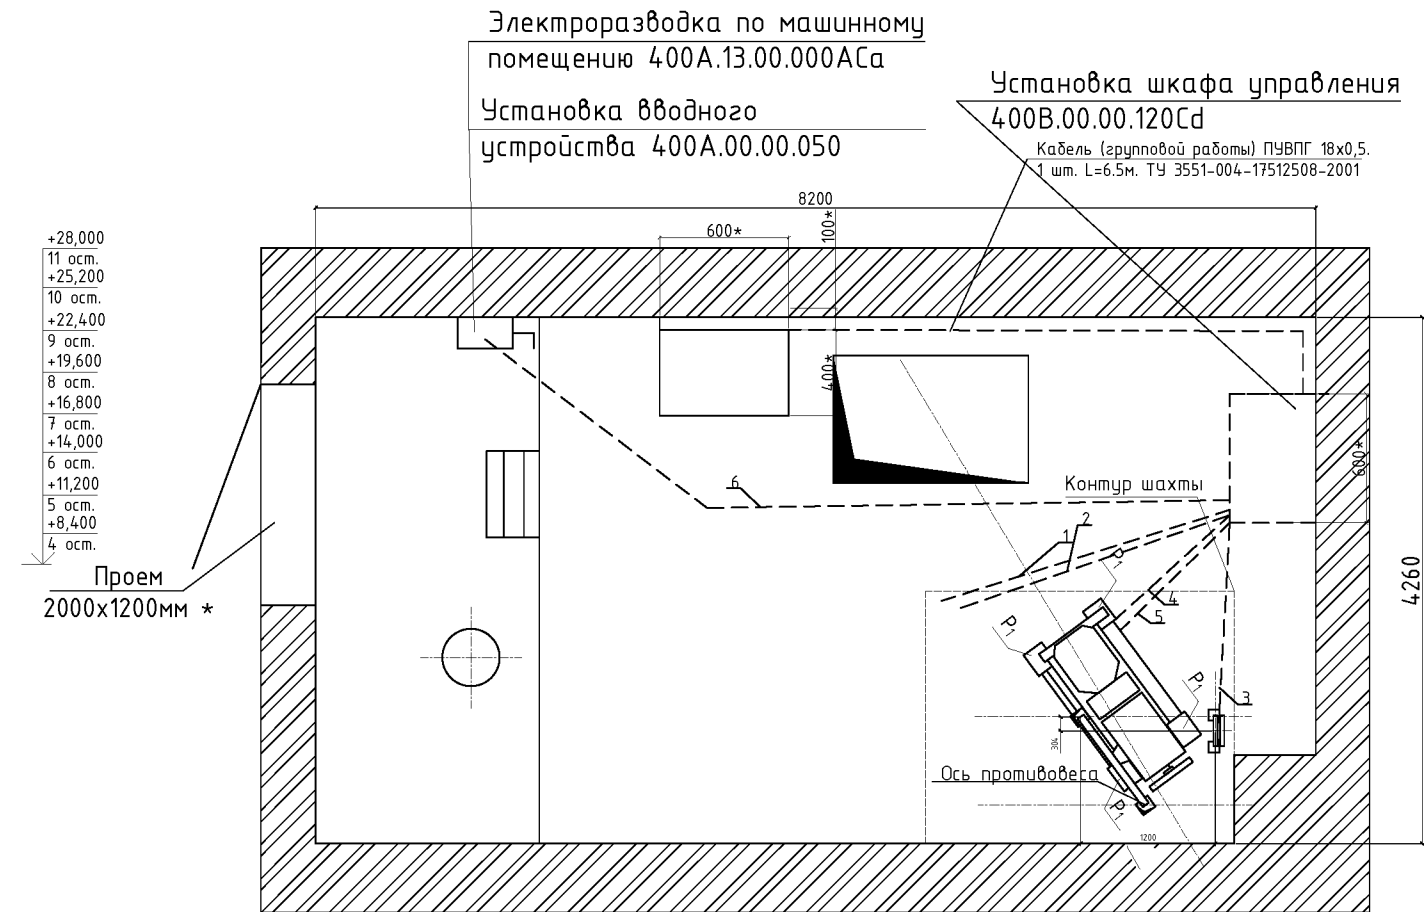 Электроразводка по машинному
помещению 400А.13.00.000АСа
Установка вводного
устройства 400А.00.00.050
Установка шкафа управления
400В.00.00.120Сd
Кабель (групповой работы) ПУВПГ 18х0,5.
1 шт. L=6.5м. ТУ 3551-004-17512508-2001
8200
600*
100*
400*
+28,000
11 ост.
+25,200
10 ост.
+22,400
9 ост.
+19,600
8 ост.
+16,800
7 ост.
+14,000
6 ост.
+11,200
5 ост.
+8,400
4 ост.
Проем
2000х1200мм *
6
Контур шахты
600*
4260
1
2
P1
4
5
P1
P1
3
304
Ось противовеса
P1
1200